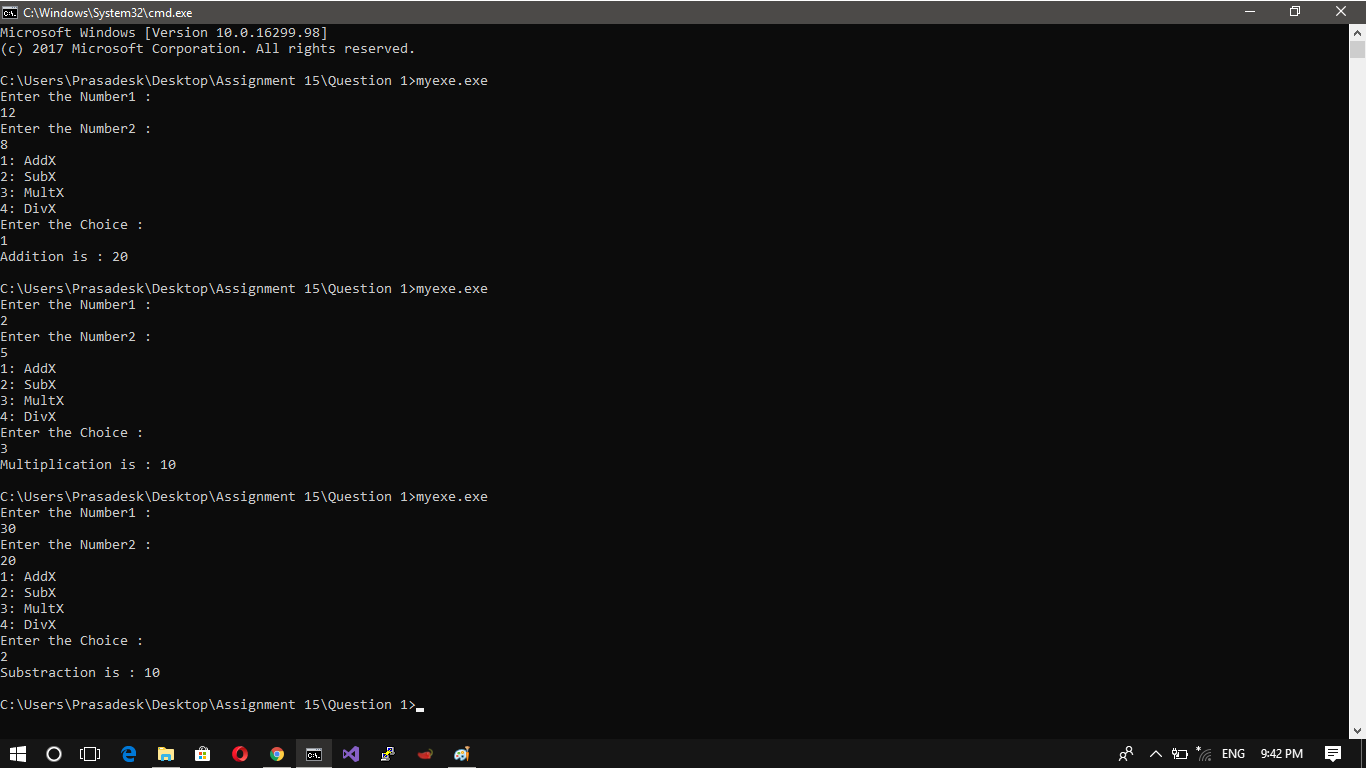 C:\Windows\System32\cmd.exe
Microsoft Windows [Version 10.0.16299.98]
(c) 2017 Microsoft Corporation. All rights reserved.
C:\Users\Prasadesk\Desktop\Assignment 15\Question 1>myexe.exe
Enter the Number1 :
12
Enter the Number2 :
8
1: AddX
2: SubX
3: MultX
4: DivX
Enter the Choice :
1
Addition is : 20
C:\Users\Prasadesk\Desktop\Assignment 15\Question 1>myexe.exe
Enter the Number1 :
2
Enter the Number2 :
5
1: AddX
2: SubX
3: MultX
4: DivX
Enter the Choice :
3
Multiplication is : 10
C:\Users\Prasadesk\Desktop\Assignment 15\Question 1>myexe.exe
Enter the Number1 :
30
Enter the Number2 :
20
1: AddX
2: SubX
3: MultX
4: DivX
Enter the Choice :
2
Substraction is : 10
C:\Users\Prasadesk\Desktop\Assignment 15\Question 1>
ENG 9:42 PM